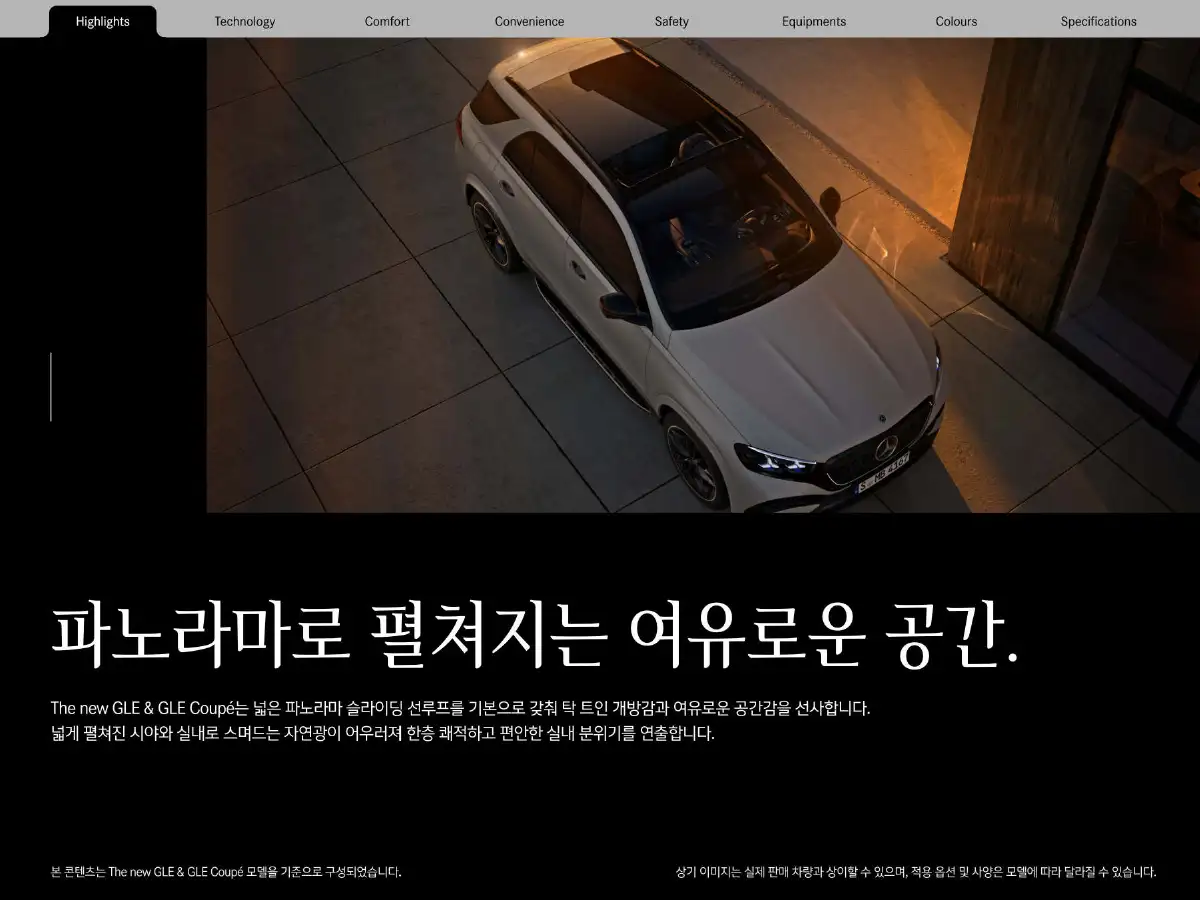 Highlights
Technology
Comfort
Convenience
Safety
Equipments
Colours
Specifications
S MB 4167
파노라마로 펼쳐지는 여유로운 공간.
The new GLE & GLE Coupé는 넓은 파노라마 슬라이딩 선루프를 기본으로 갖춰 탁 트인 개방감과 여유로운 공간감을 선사합니다.
넓게 펼쳐진 시야와 실내로 스며드는 자연광이 어우러져 한층 쾌적하고 편안한 실내 분위기를 연출합니다.
본 콘텐츠는 The new GLE & GLE Coupé 모델을 기준으로 구성되었습니다.
상기 이미지는 실제 판매 차량과 상이할 수 있으며, 적용 옵션 및 사양은 모델에 따라 달라질 수 있습니다.